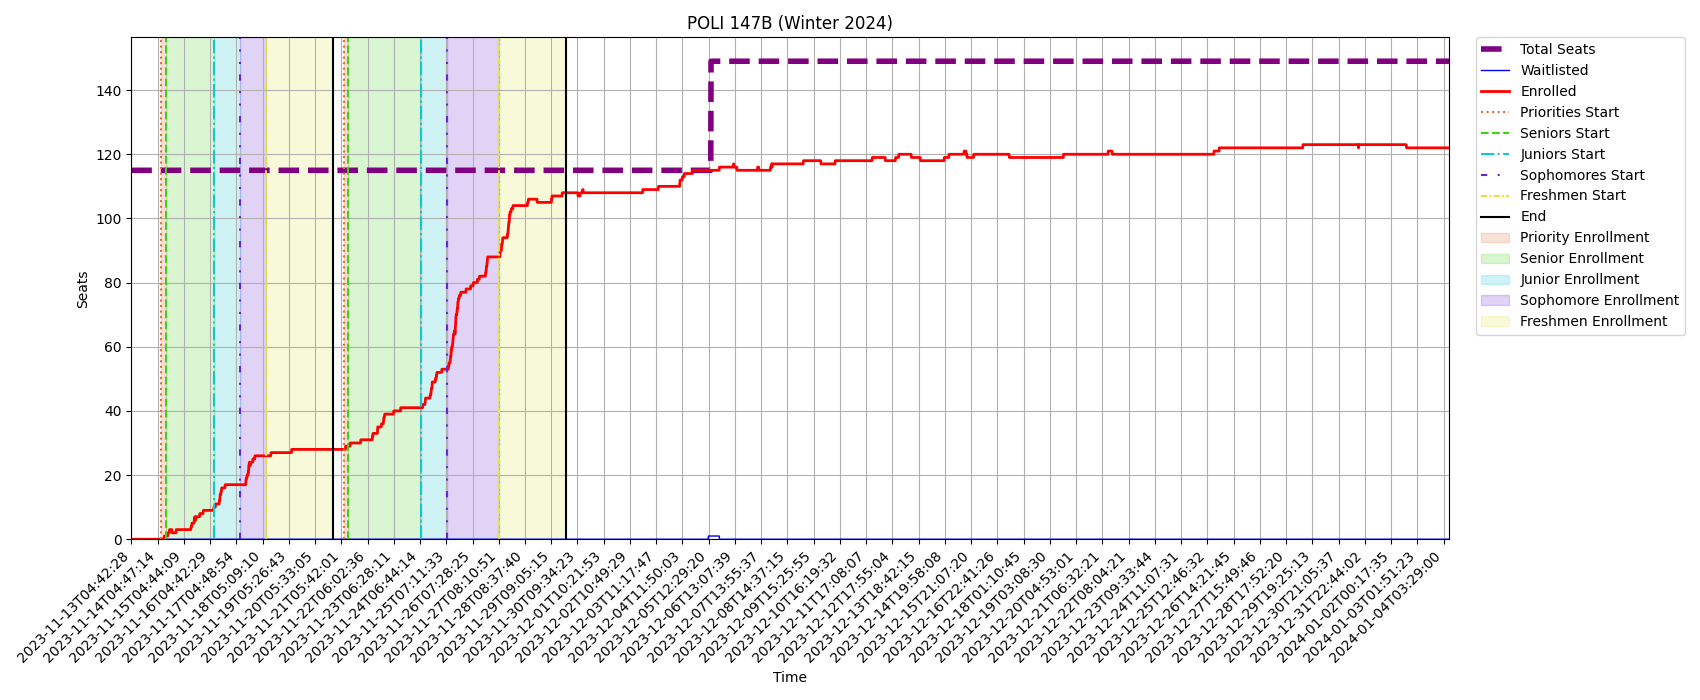 POLI 147B (Winter 2024)
Seats
140
120
100
80
60
40
20
0
2023-11-13T04:42:28
2023-11-14T04:47:14
2023-11-15T04:44:09
2023-11-16T04:42:29
2023-11-17T04:48:54
2023-11-18T05:09:10
2023-11-19T05:26:43
2023-11-20T05:33:05
2023-11-21T05:42:01
2023-11-22T06:02:36
2023-11-23T06:28:11
2023-11-24T06:44:14
2023-11-25T07:11:33
2023-11-26T07:28:25
2023-11-27T08:10:51
2023-11-28T08:37:40
2023-11-29T09:05:15
2023-11-30T09:34:23
2023-12-01T10:21:53
2023-12-02T10:49:29
2023-12-03T11:17:47
2023-12-04T11:50:03
2023-12-05T12:29:20
2023-12-06T13:07:39
2023-12-07T13:55:37
2023-12-08T14:37:15
2023-12-09T15:25:55
2023-12-10T16:19:32
2023-12-11T17:08:07
2023-12-12T17:55:04
2023-12-13T18:42:15
2023-12-14T19:58:08
2023-12-15T21:07:20
2023-12-16T22:41:26
2023-12-18T01:10:45
2023-12-19T03:08:30
2023-12-20T04:53:01
2023-12-21T06:32:21
2023-12-22T08:04:21
2023-12-23T09:33:44
2023-12-24T11:07:31
2023-12-25T12:46:32
2023-12-26T14:21:45
2023-12-27T15:49:46
2023-12-28T17:52:20
2023-12-29T19:25:13
2023-12-30T21:05:37
2023-12-31T22:44:02
2024-01-02T00:17:35
2024-01-03T01:51:23
2024-01-04T03:29:00
Time
Total Seats
Waitlisted
Enrolled
Priorities Start
Seniors Start
Juniors Start
Sophomores Start
Freshmen Start
End
Priority Enrollment
Senior Enrollment
Junior Enrollment
Sophomore Enrollment
Freshmen Enrollment